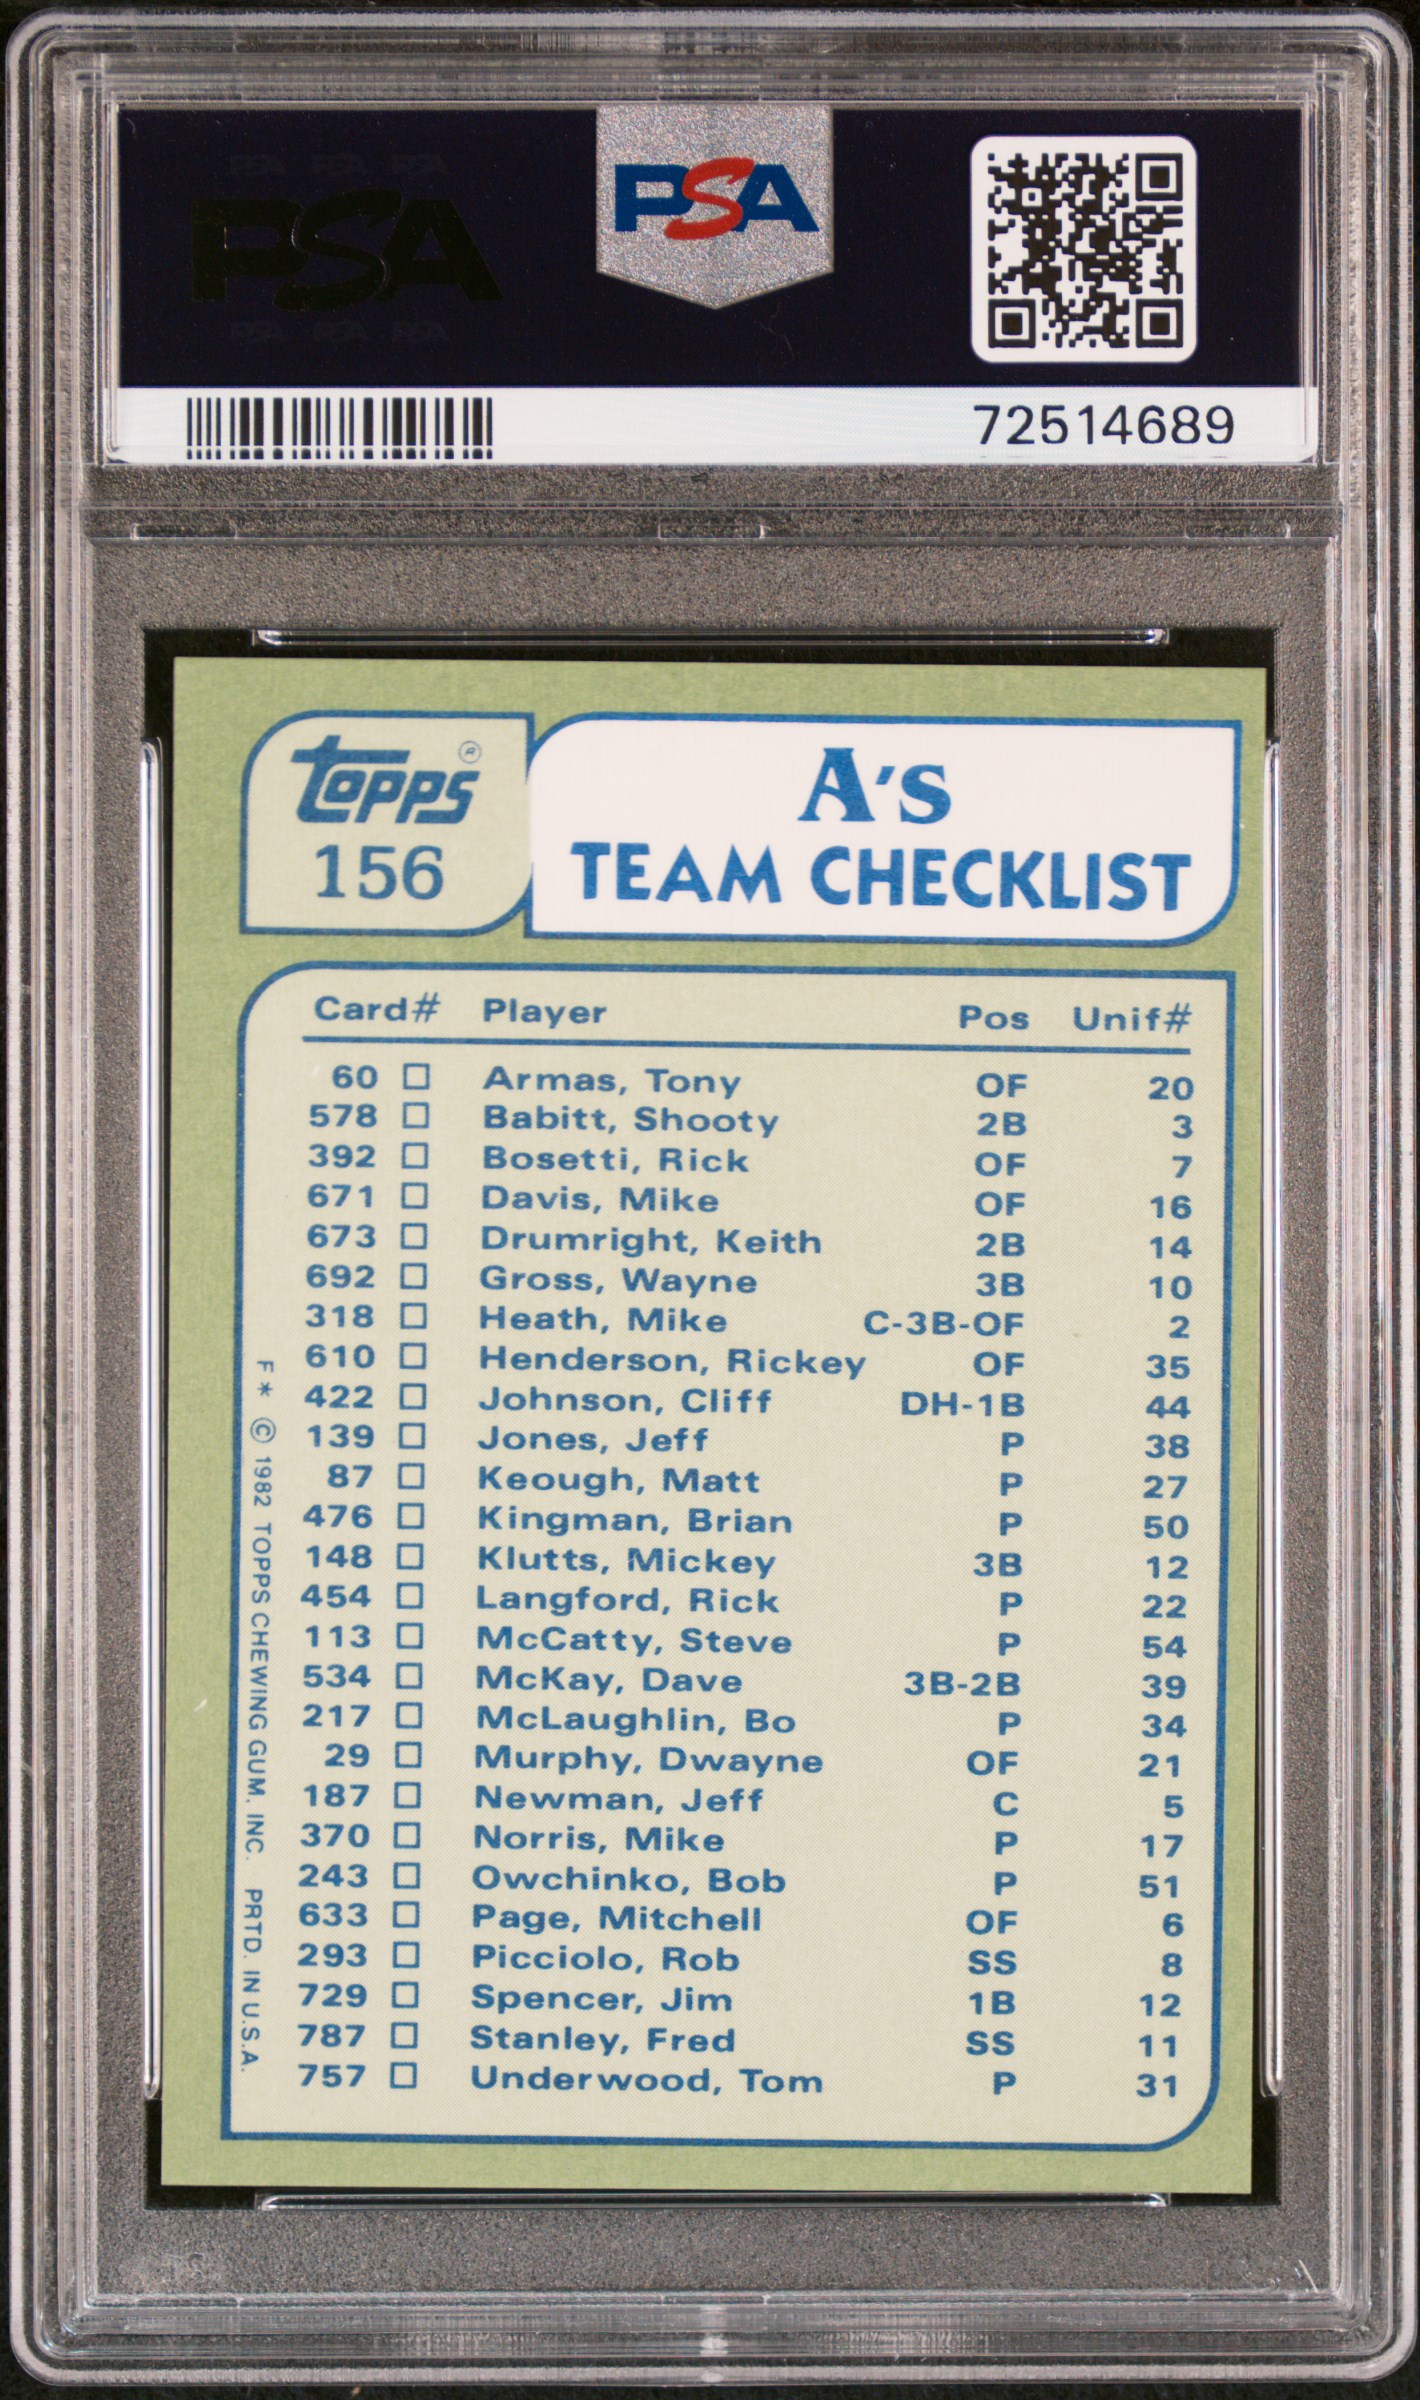 PSA PSA PSA
PSA
PSA PSA PSA
PSA
72514689
Topps®
156
A's
TEAM CHECKLIST
Card# Player Pos Unif#
60 □ Armas, Tony OF 20
578 □ Babitt, Shooty 2B 3
392 □ Bosetti, Rick OF 7
671 □ Davis, Mike OF 16
673 □ Drumright, Keith 2B 14
692 □ Gross, Wayne 3B 10
318 □ Heath, Mike C-3B-OF 2
610 □ Henderson, Rickey OF 35
422 □ Johnson, Cliff DH-1B 44
139 □ Jones, Jeff P 38
87 □ Keough, Matt P 27
476 □ Kingman, Brian P 50
148 □ Klutts, Mickey 3B 12
454 □ Langford, Rick P 22
113 □ McCatty, Steve P 54
534 □ McKay, Dave 3B-2B 39
217 □ McLaughlin, Bo P 34
29 □ Murphy, Dwayne OF 21
187 □ Newman, Jeff C 5
370 □ Norris, Mike P 17
243 □ Owchinko, Bob P 51
633 □ Page, Mitchell OF 6
293 □ Picciolo, Rob SS 8
729 □ Spencer, Jim 1B 12
787 □ Stanley, Fred SS 11
757 □ Underwood, Tom P 31
F* © 1982 TOPPS CHEWING GUM, INC. PRTD. IN U.S.A.